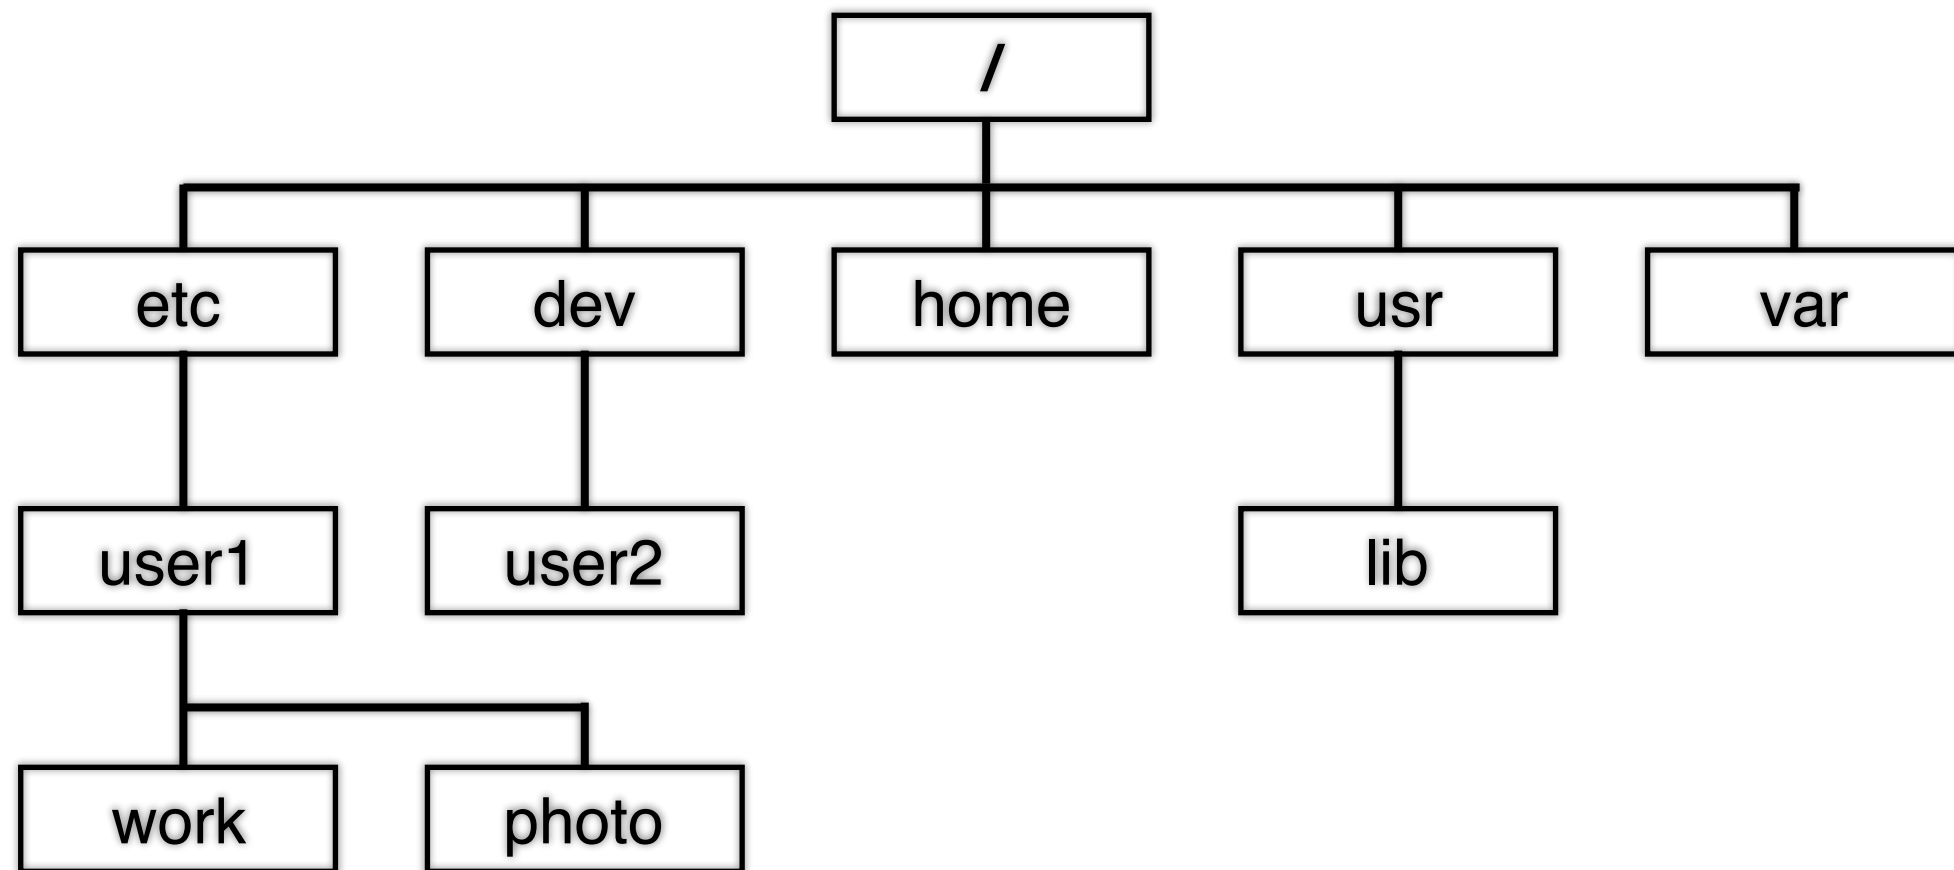 /
etc dev home usr var
user1 user2 lib
work photo